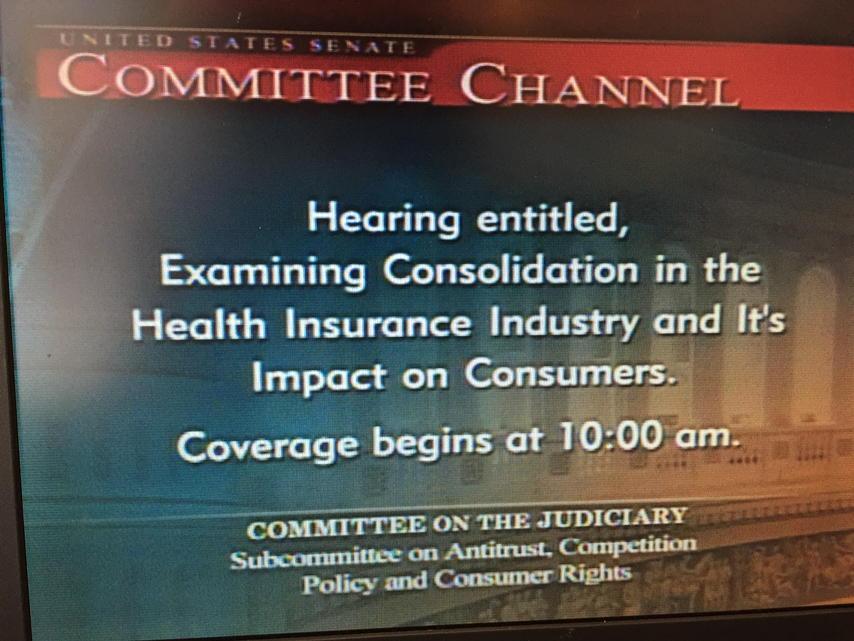 UNITED STATES SENATE
COMMITTEE CHANNEL
Hearing entitled,
Examining Consolidation in the
Health Insurance Industry and It's
Impact on Consumers.
Coverage begins at 10:00 am.
COMMITTEE ON THE JUDICIARY
Subcommittee on Antitrust, Competition
Policy and Consumer Rights